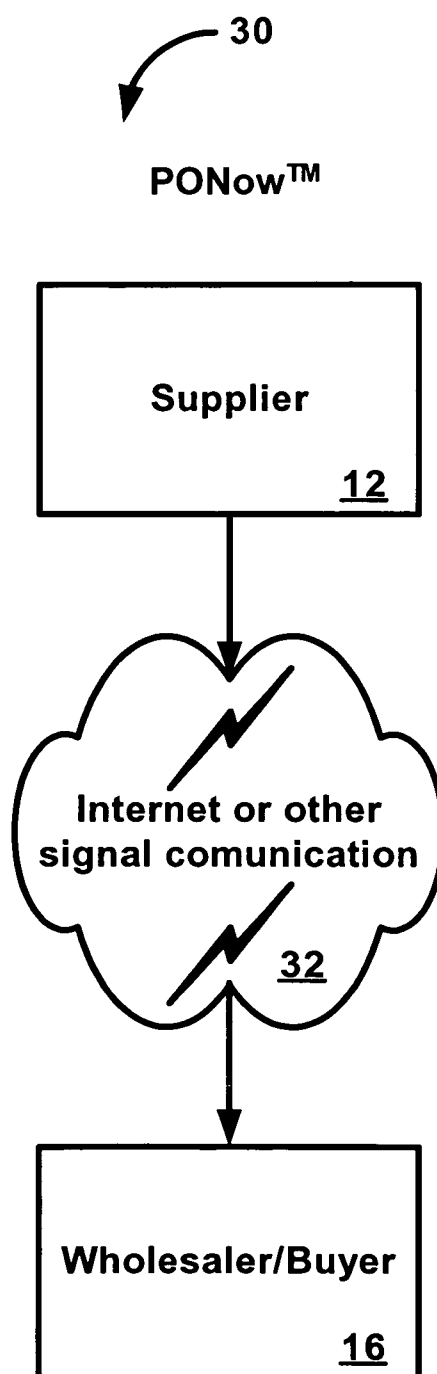 30
PONow™
Supplier
12
Internet or other
signal comunication
32
Wholesaler/Buyer
16